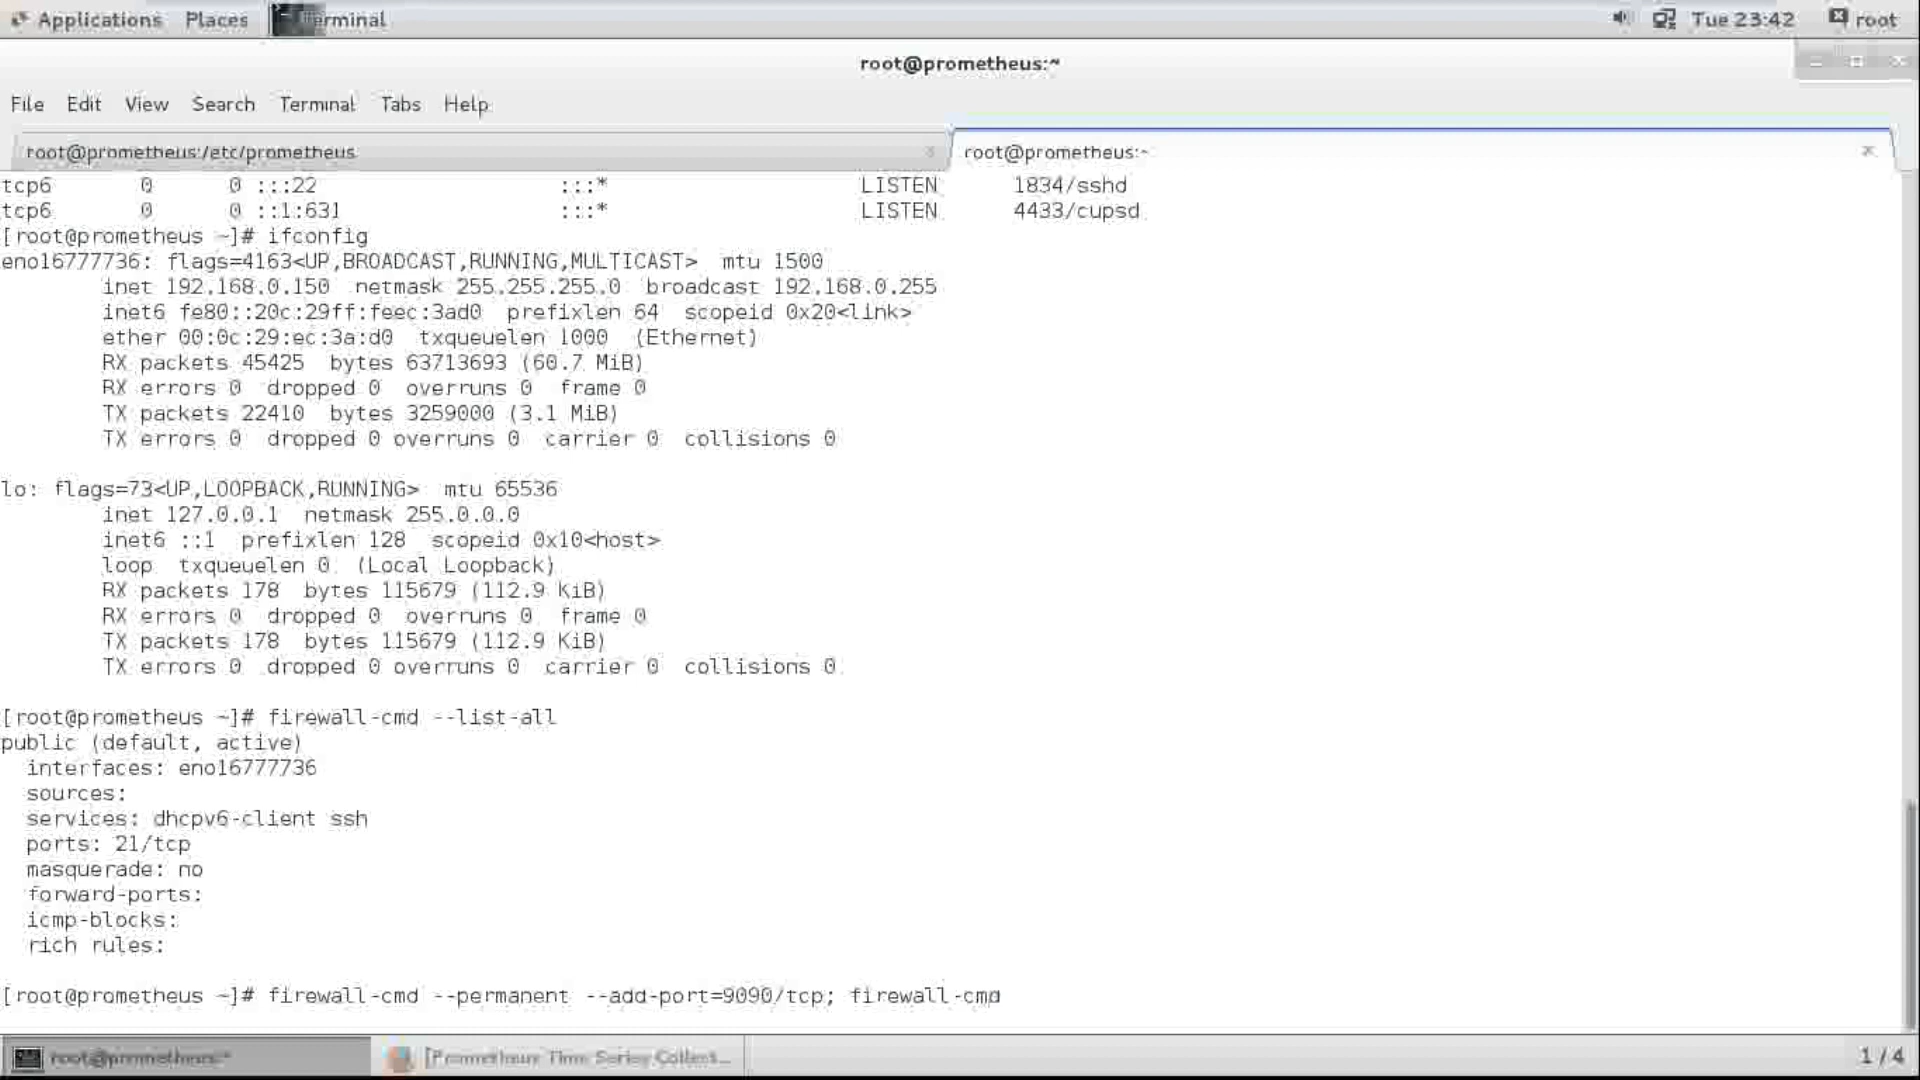 Applications Places Terminal Tue 23:42 root
root@prometheus:~
File Edit View Search Terminal Tabs Help
root@prometheus:/etc/prometheus root@prometheus:~
tcp6 0 0 :::22 :::* LISTEN 1834/sshd
tcp6 0 0 ::1:631 :::* LISTEN 4433/cupsd
[root@prometheus ~]# ifconfig
eno16777736: flags=4163<UP,BROADCAST,RUNNING,MULTICAST> mtu 1500
inet 192.168.0.150 netmask 255.255.255.0 broadcast 192.168.0.255
inet6 fe80::20c:29ff:feec:3ad0 prefixlen 64 scopeid 0x20<link>
ether 00:0c:29:ec:3a:d0 txqueuelen 1000 (Ethernet)
RX packets 45425 bytes 63713693 (60.7 MiB)
RX errors 0 dropped 0 overruns 0 frame 0
TX packets 22410 bytes 3259000 (3.1 MiB)
TX errors 0 dropped 0 overruns 0 carrier 0 collisions 0
lo: flags=73<UP,LOOPBACK,RUNNING> mtu 65536
inet 127.0.0.1 netmask 255.0.0.0
inet6 ::1 prefixlen 128 scopeid 0x10<host>
loop txqueuelen 0 (Local Loopback)
RX packets 178 bytes 115679 (112.9 KiB)
RX errors 0 dropped 0 overruns 0 frame 0
TX packets 178 bytes 115679 (112.9 KiB)
TX errors 0 dropped 0 overruns 0 carrier 0 collisions 0
[root@prometheus ~]# firewall-cmd --list-all
public (default, active)
interfaces: eno16777736
sources:
services: dhcpv6-client ssh
ports: 21/tcp
masquerade: no
forward-ports:
icmp-blocks:
rich rules:
[root@prometheus ~]# firewall-cmd --permanent --add-port=9090/tcp; firewall-cmd
root@prometheus:~ [Prometheus Time Series Collect... 1 / 4